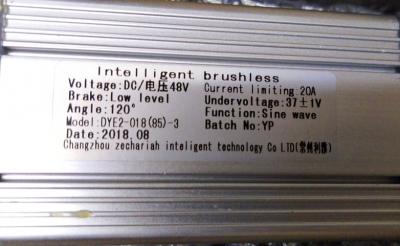 Intelligent brushless
Voltage:DC/电压48V Current limiting:20A
Brake:Low level Undervoltage:37±1V
Angle:120° Function:Sine wave
Model:DYE2-018(85)-3 Batch No:YP
Date:2018.08
Changzhou zechariah inteligent technology Co LTD(常州利雅)